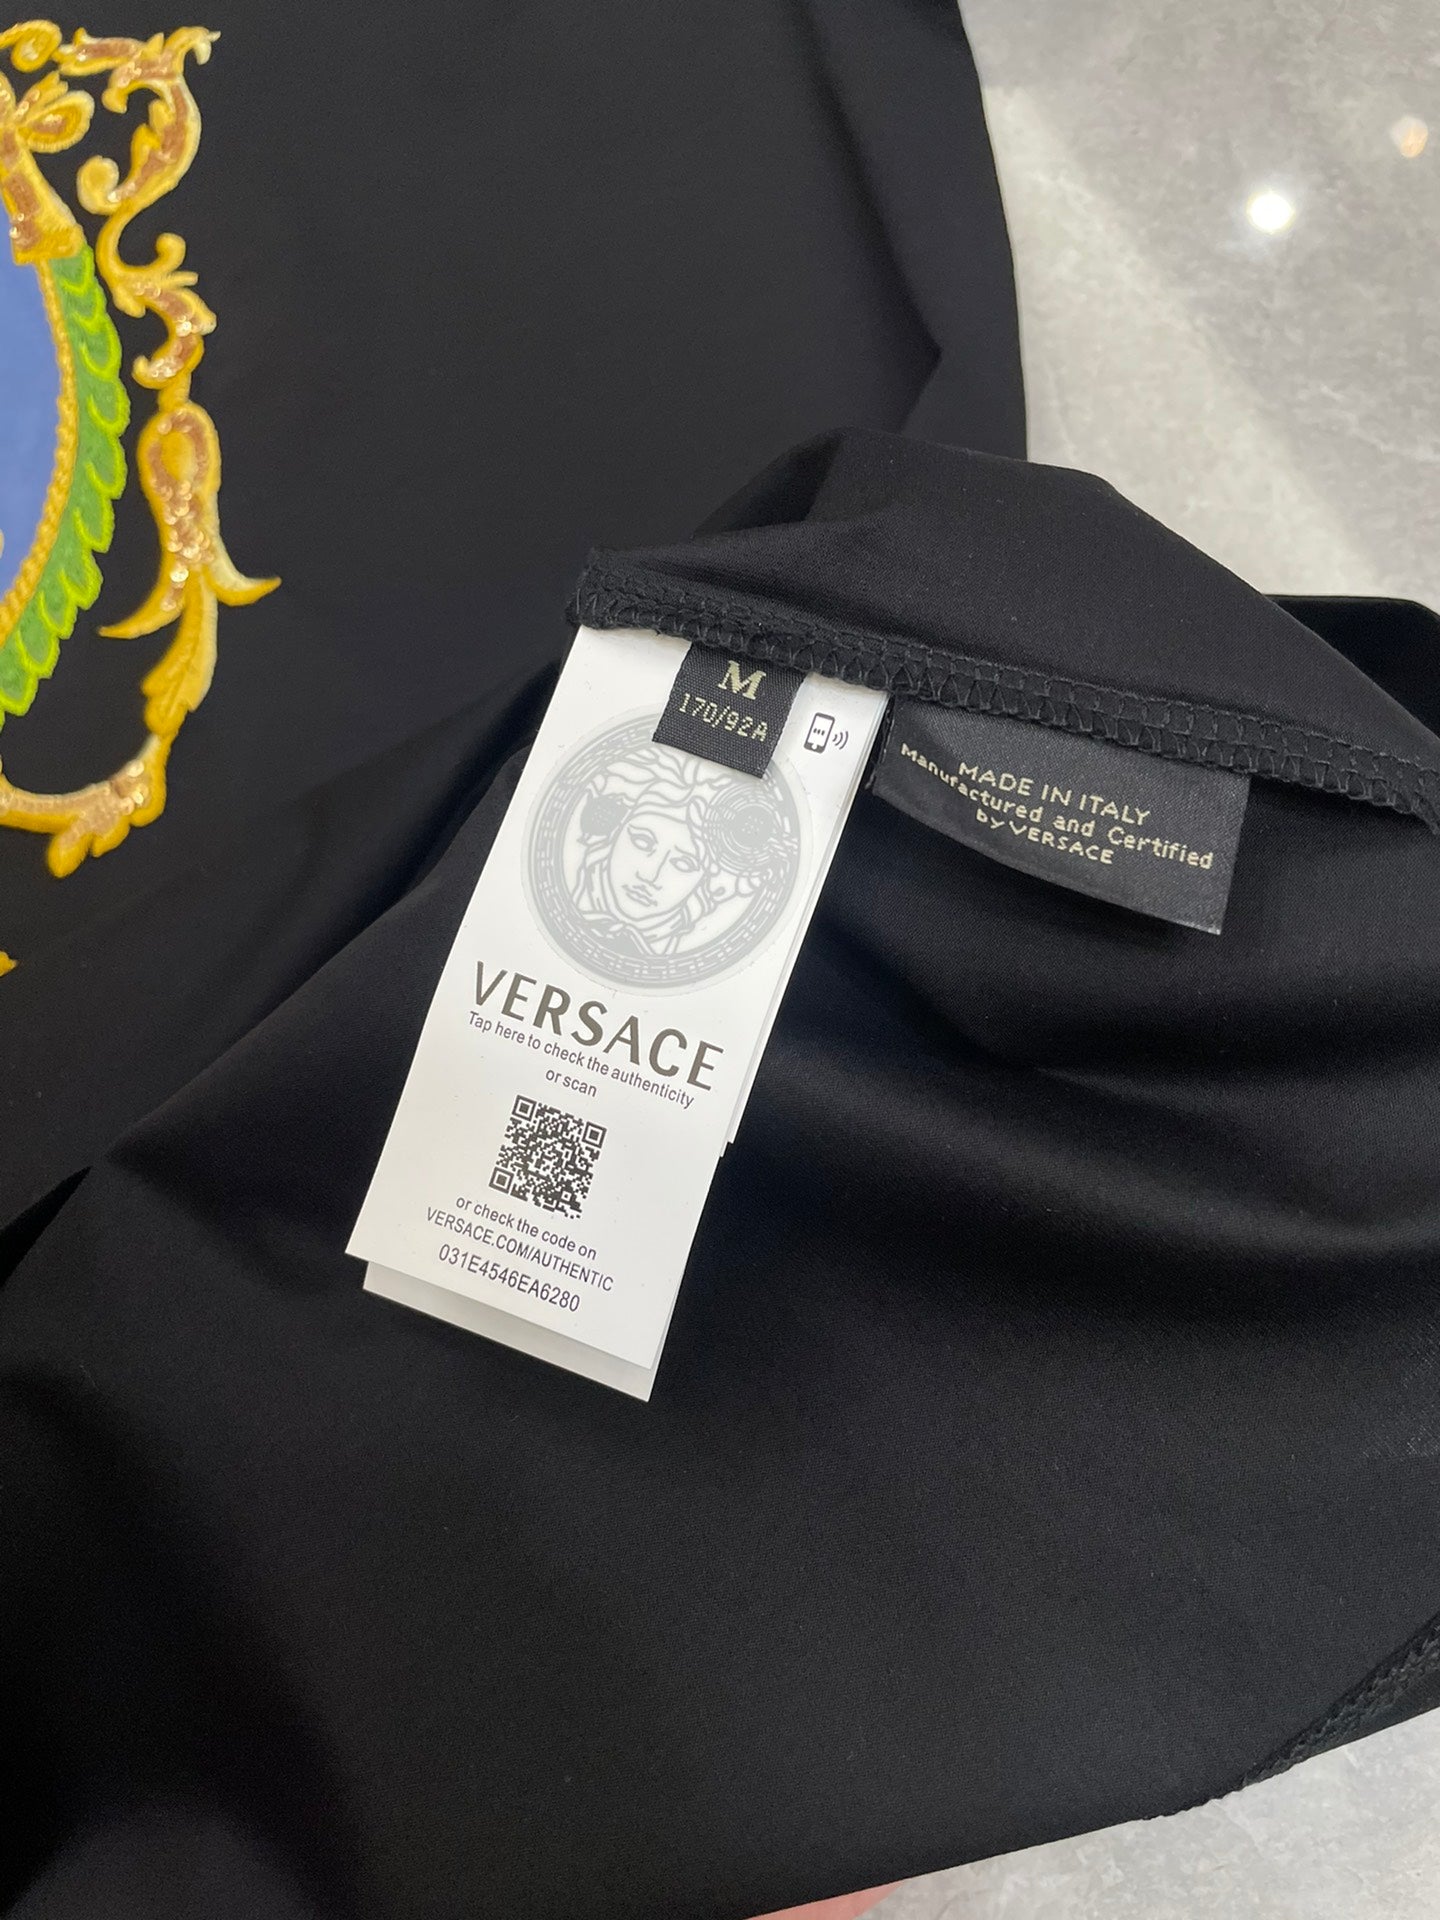 M
170/92A
MADE IN ITALY
Manufactured and Certified
by VERSACE
VERSACE
Tap here to check the authenticity
or scan
or check the code on
VERSACE.COM/AUTHENTIC
031E4546EA6280